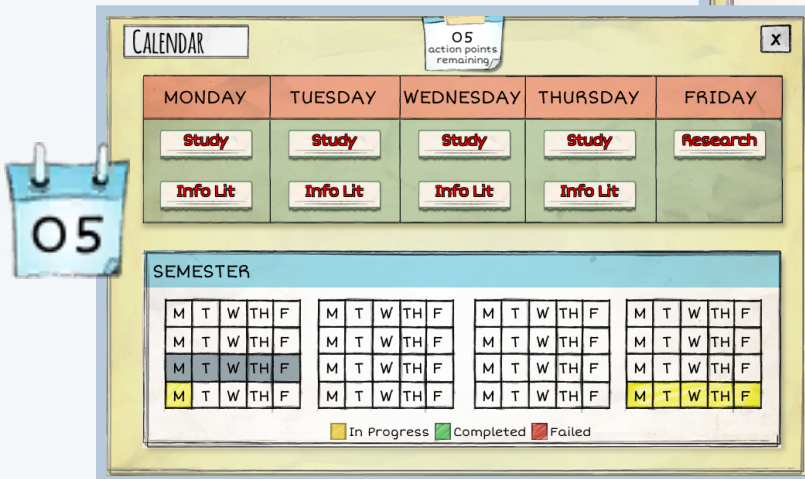 CALENDAR
05
action points
remaining
X
MONDAY TUESDAY WEDNESDAY THURSDAY FRIDAY
Study Study Study Study Research
Info Lit Info Lit Info Lit Info Lit
05
SEMESTER
M T W TH F M T W TH F M T W TH F M T W TH F
M T W TH F M T W TH F M T W TH F M T W TH F
M T W TH F M T W TH F M T W TH F M T W TH F
M T W TH F M T W TH F M T W TH F M T W TH F
In Progress Completed Failed